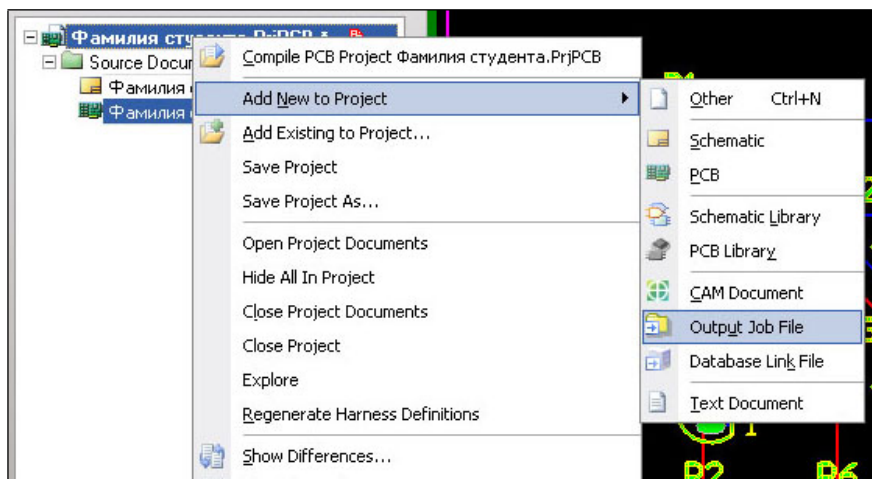 Фамилия студента.PrjPCB *
Source Docur
Фамилия
Фамилия
Compile PCB Project Фамилия студента.PrjPCB
Add New to Project
Add Existing to Project...
Save Project
Save Project As...
Open Project Documents
Hide All In Project
Close Project Documents
Close Project
Explore
Regenerate Harness Definitions
Show Differences...
Other Ctrl+N
Schematic
PCB
Schematic Library
PCB Library
CAM Document
Output Job File
Database Link File
Text Document
1
R2 R6